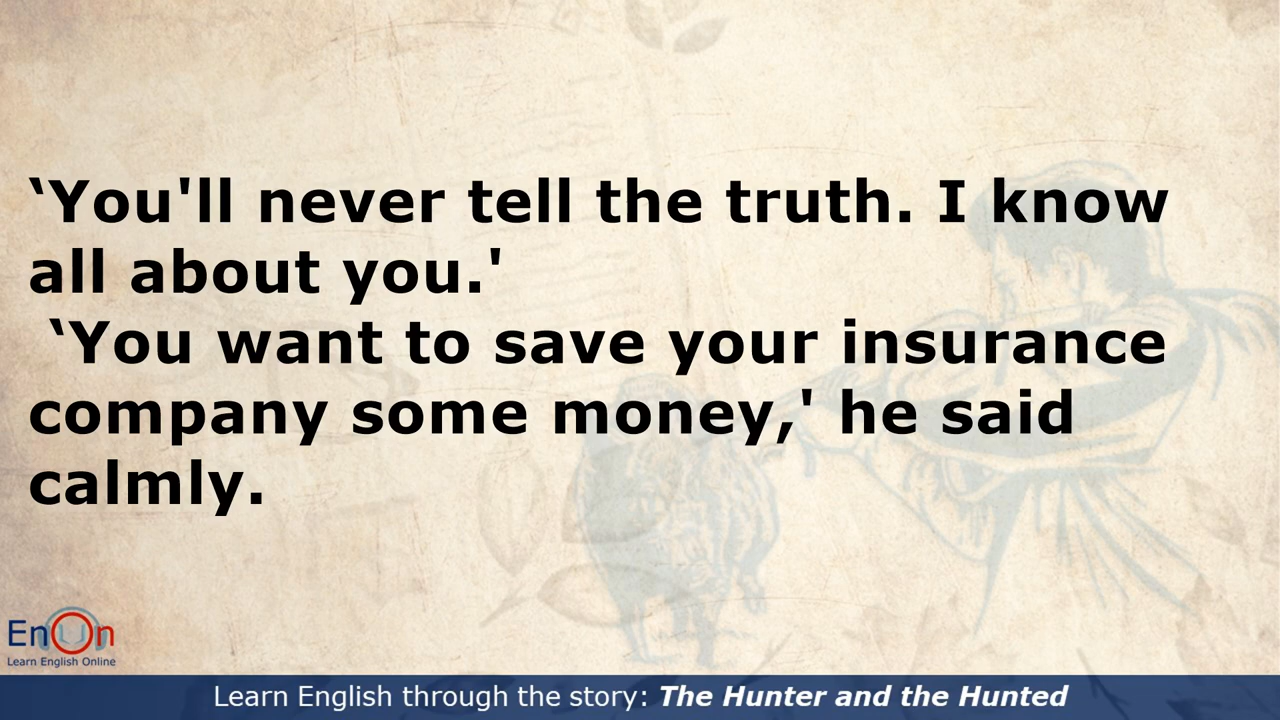 ‘You'll never tell the truth. I know
all about you.'
‘You want to save your insurance
company some money,' he said
calmly.
EnOn
Learn English Online
Learn English through the story: The Hunter and the Hunted